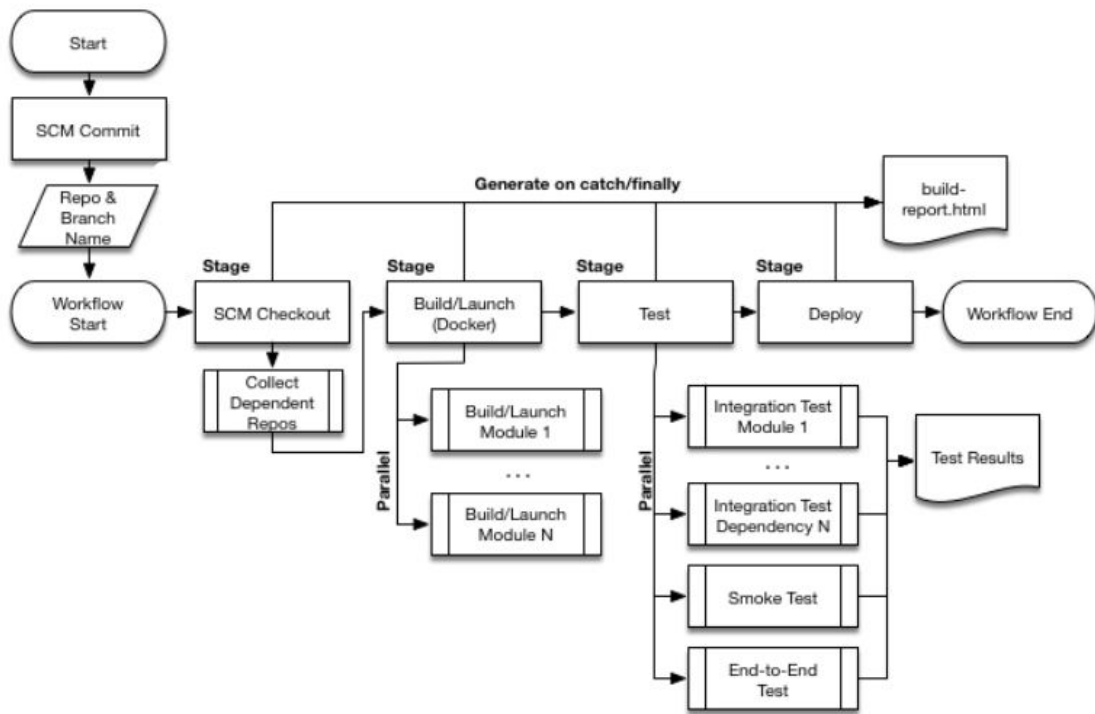 Start
SCM Commit
Repo &
Branch
Name
Generate on catch/finally
build-
report.html
Stage
Stage
Stage
Stage
Workflow
Start
SCM Checkout
Build/Launch
(Docker)
Test
Deploy
Workflow End
Collect
Dependent
Repos
Parallel
Build/Launch
Module 1
...
Build/Launch
Module N
Parallel
Integration Test
Module 1
...
Integration Test
Dependency N
Smoke Test
End-to-End
Test
Test Results